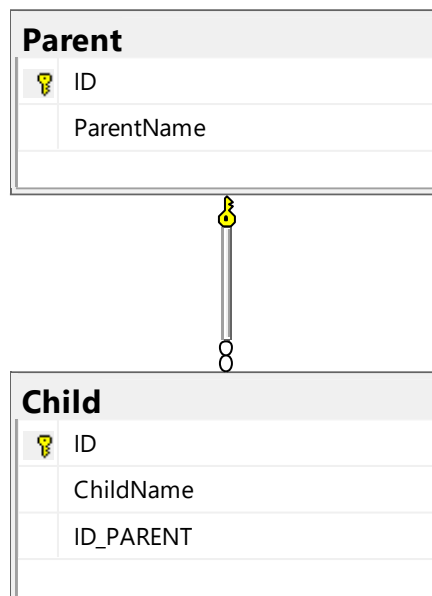 Parent
ID
ParentName
Child
ID
ChildName
ID_PARENT